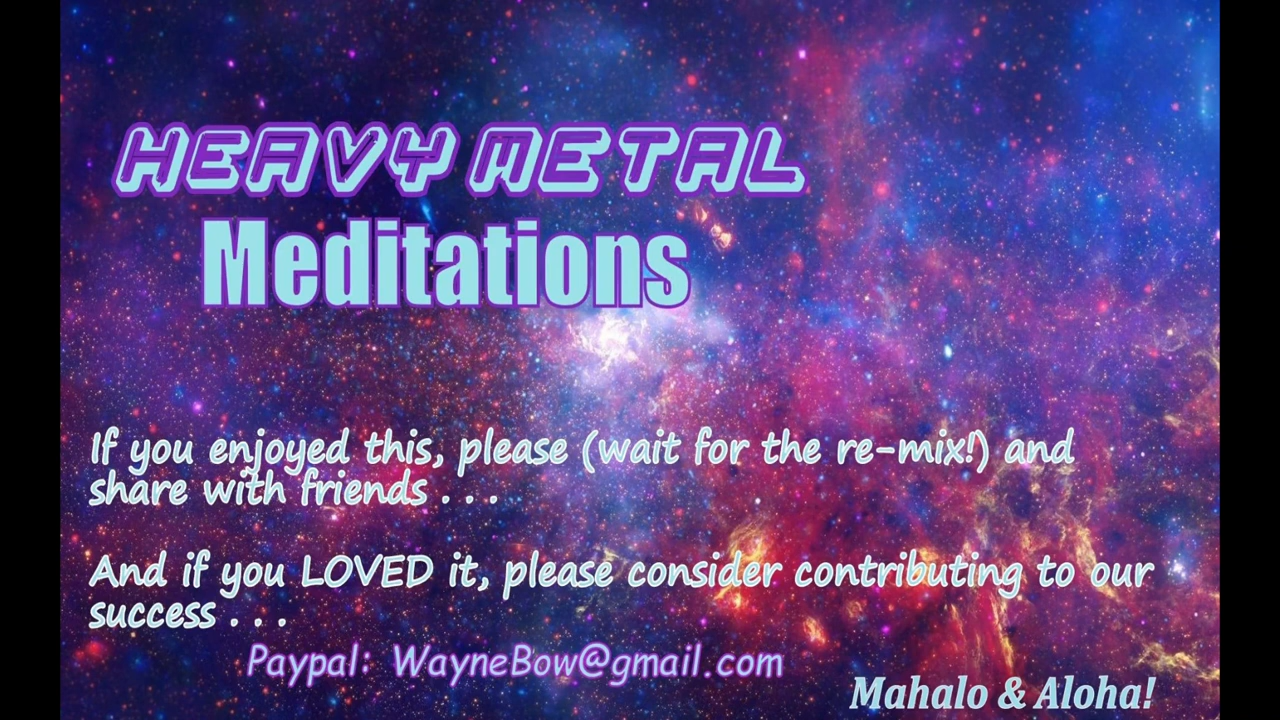 HEAVY METAL
Meditations
If you enjoyed this, please (wait for the re-mix!) and
share with friends . . .
And if you LOVED it, please consider contributing to our
success . . .
Paypal: WayneBow@gmail.com
Mahalo & Aloha!